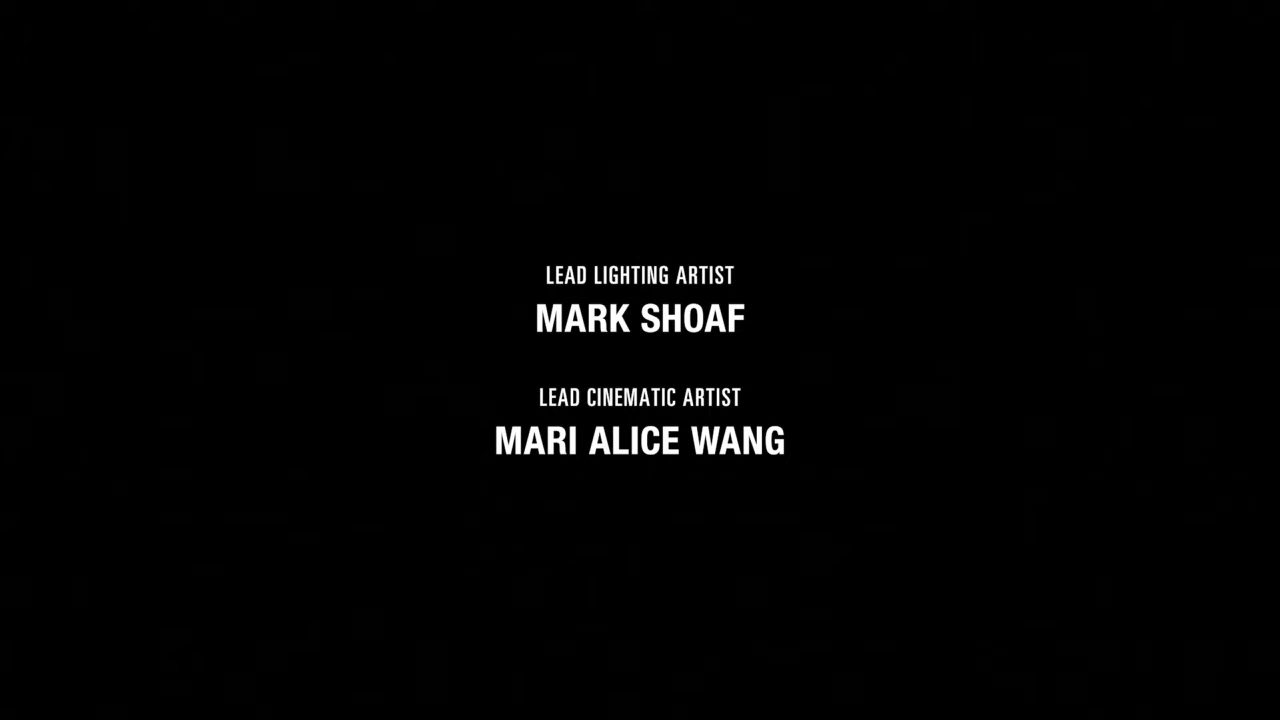 LEAD LIGHTING ARTIST
MARK SHOAF
LEAD CINEMATIC ARTIST
MARI ALICE WANG